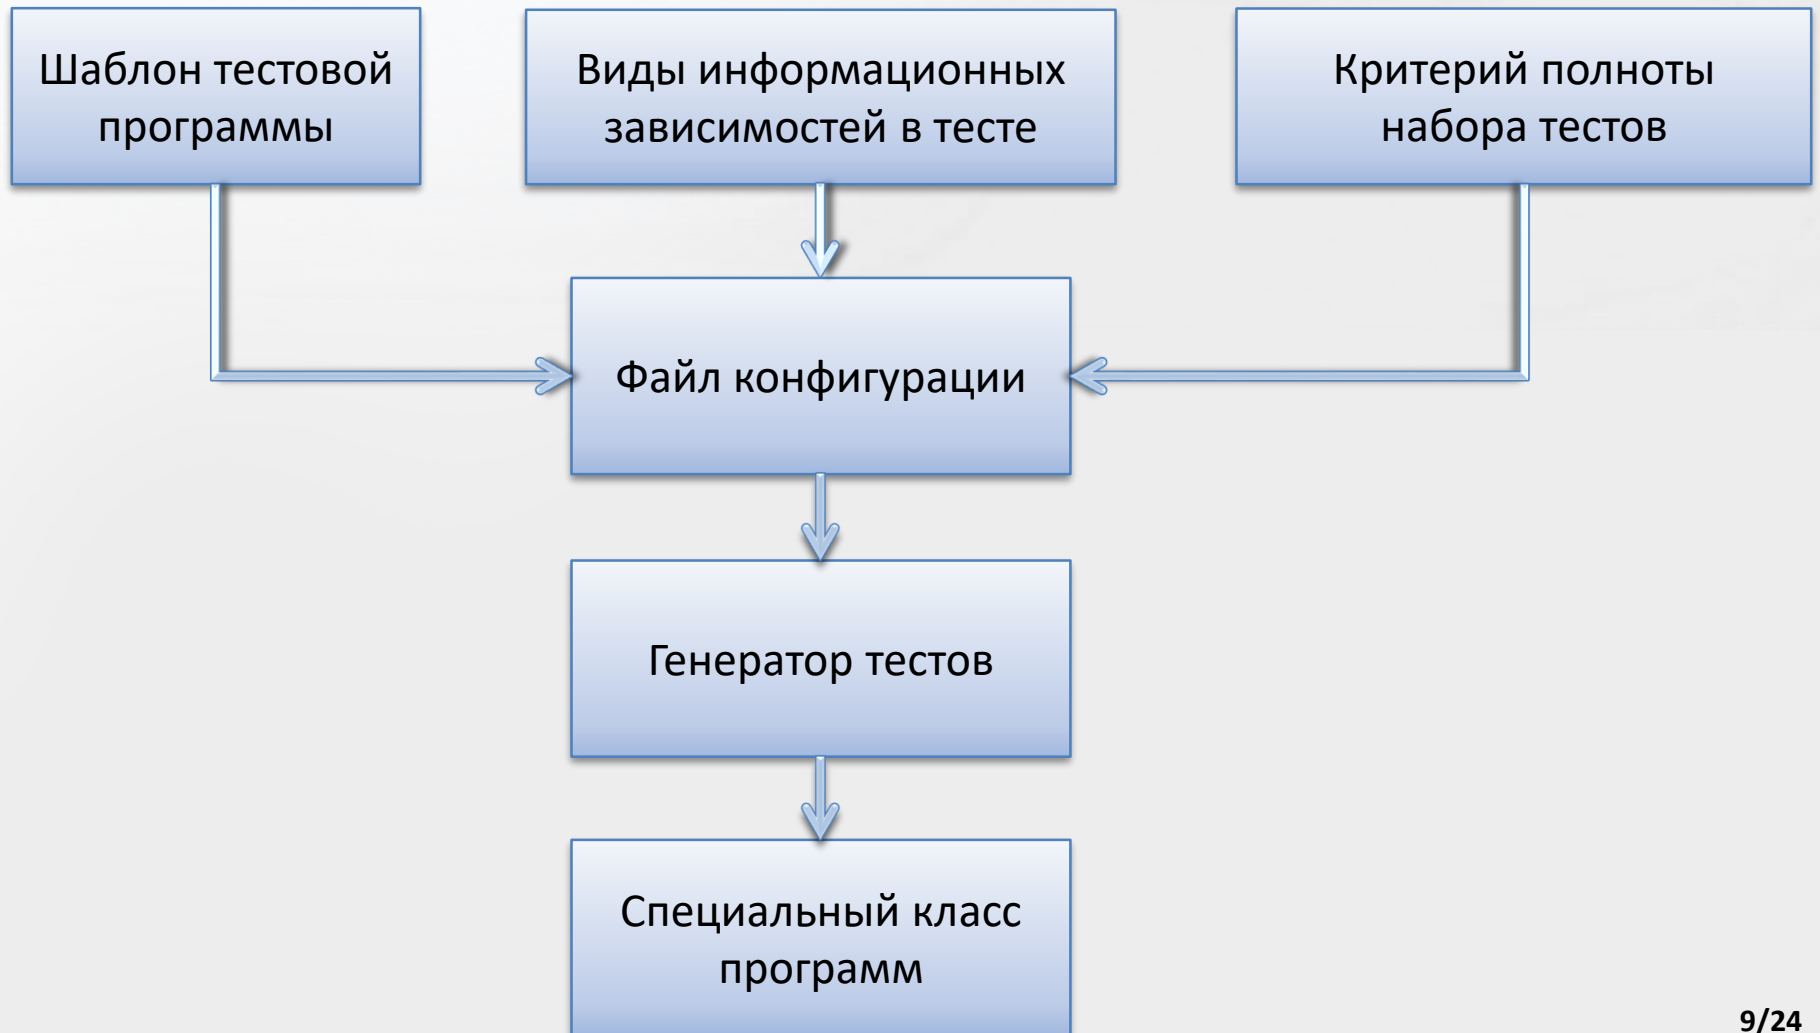 Шаблон тестовой
программы
Виды информационных
зависимостей в тесте
Критерий полноты
набора тестов
Файл конфигурации
Генератор тестов
Специальный класс
программ
9/24